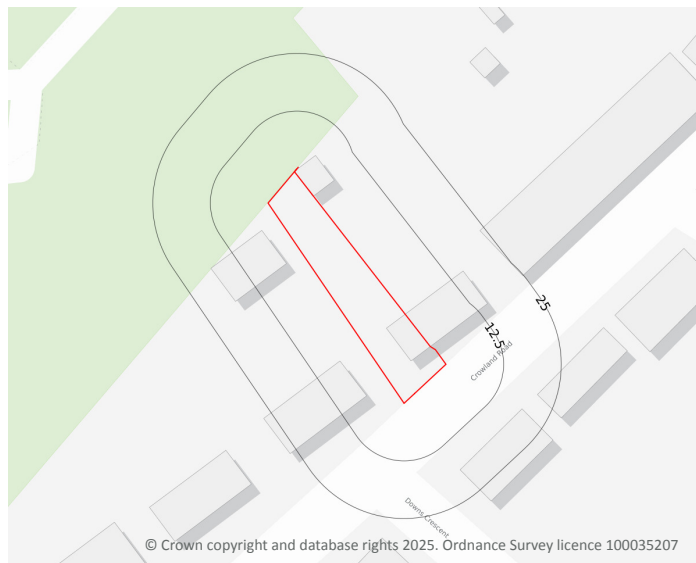 25
12.5
Crowland Road
Downs Crescent
© Crown copyright and database rights 2025. Ordnance Survey licence 100035207